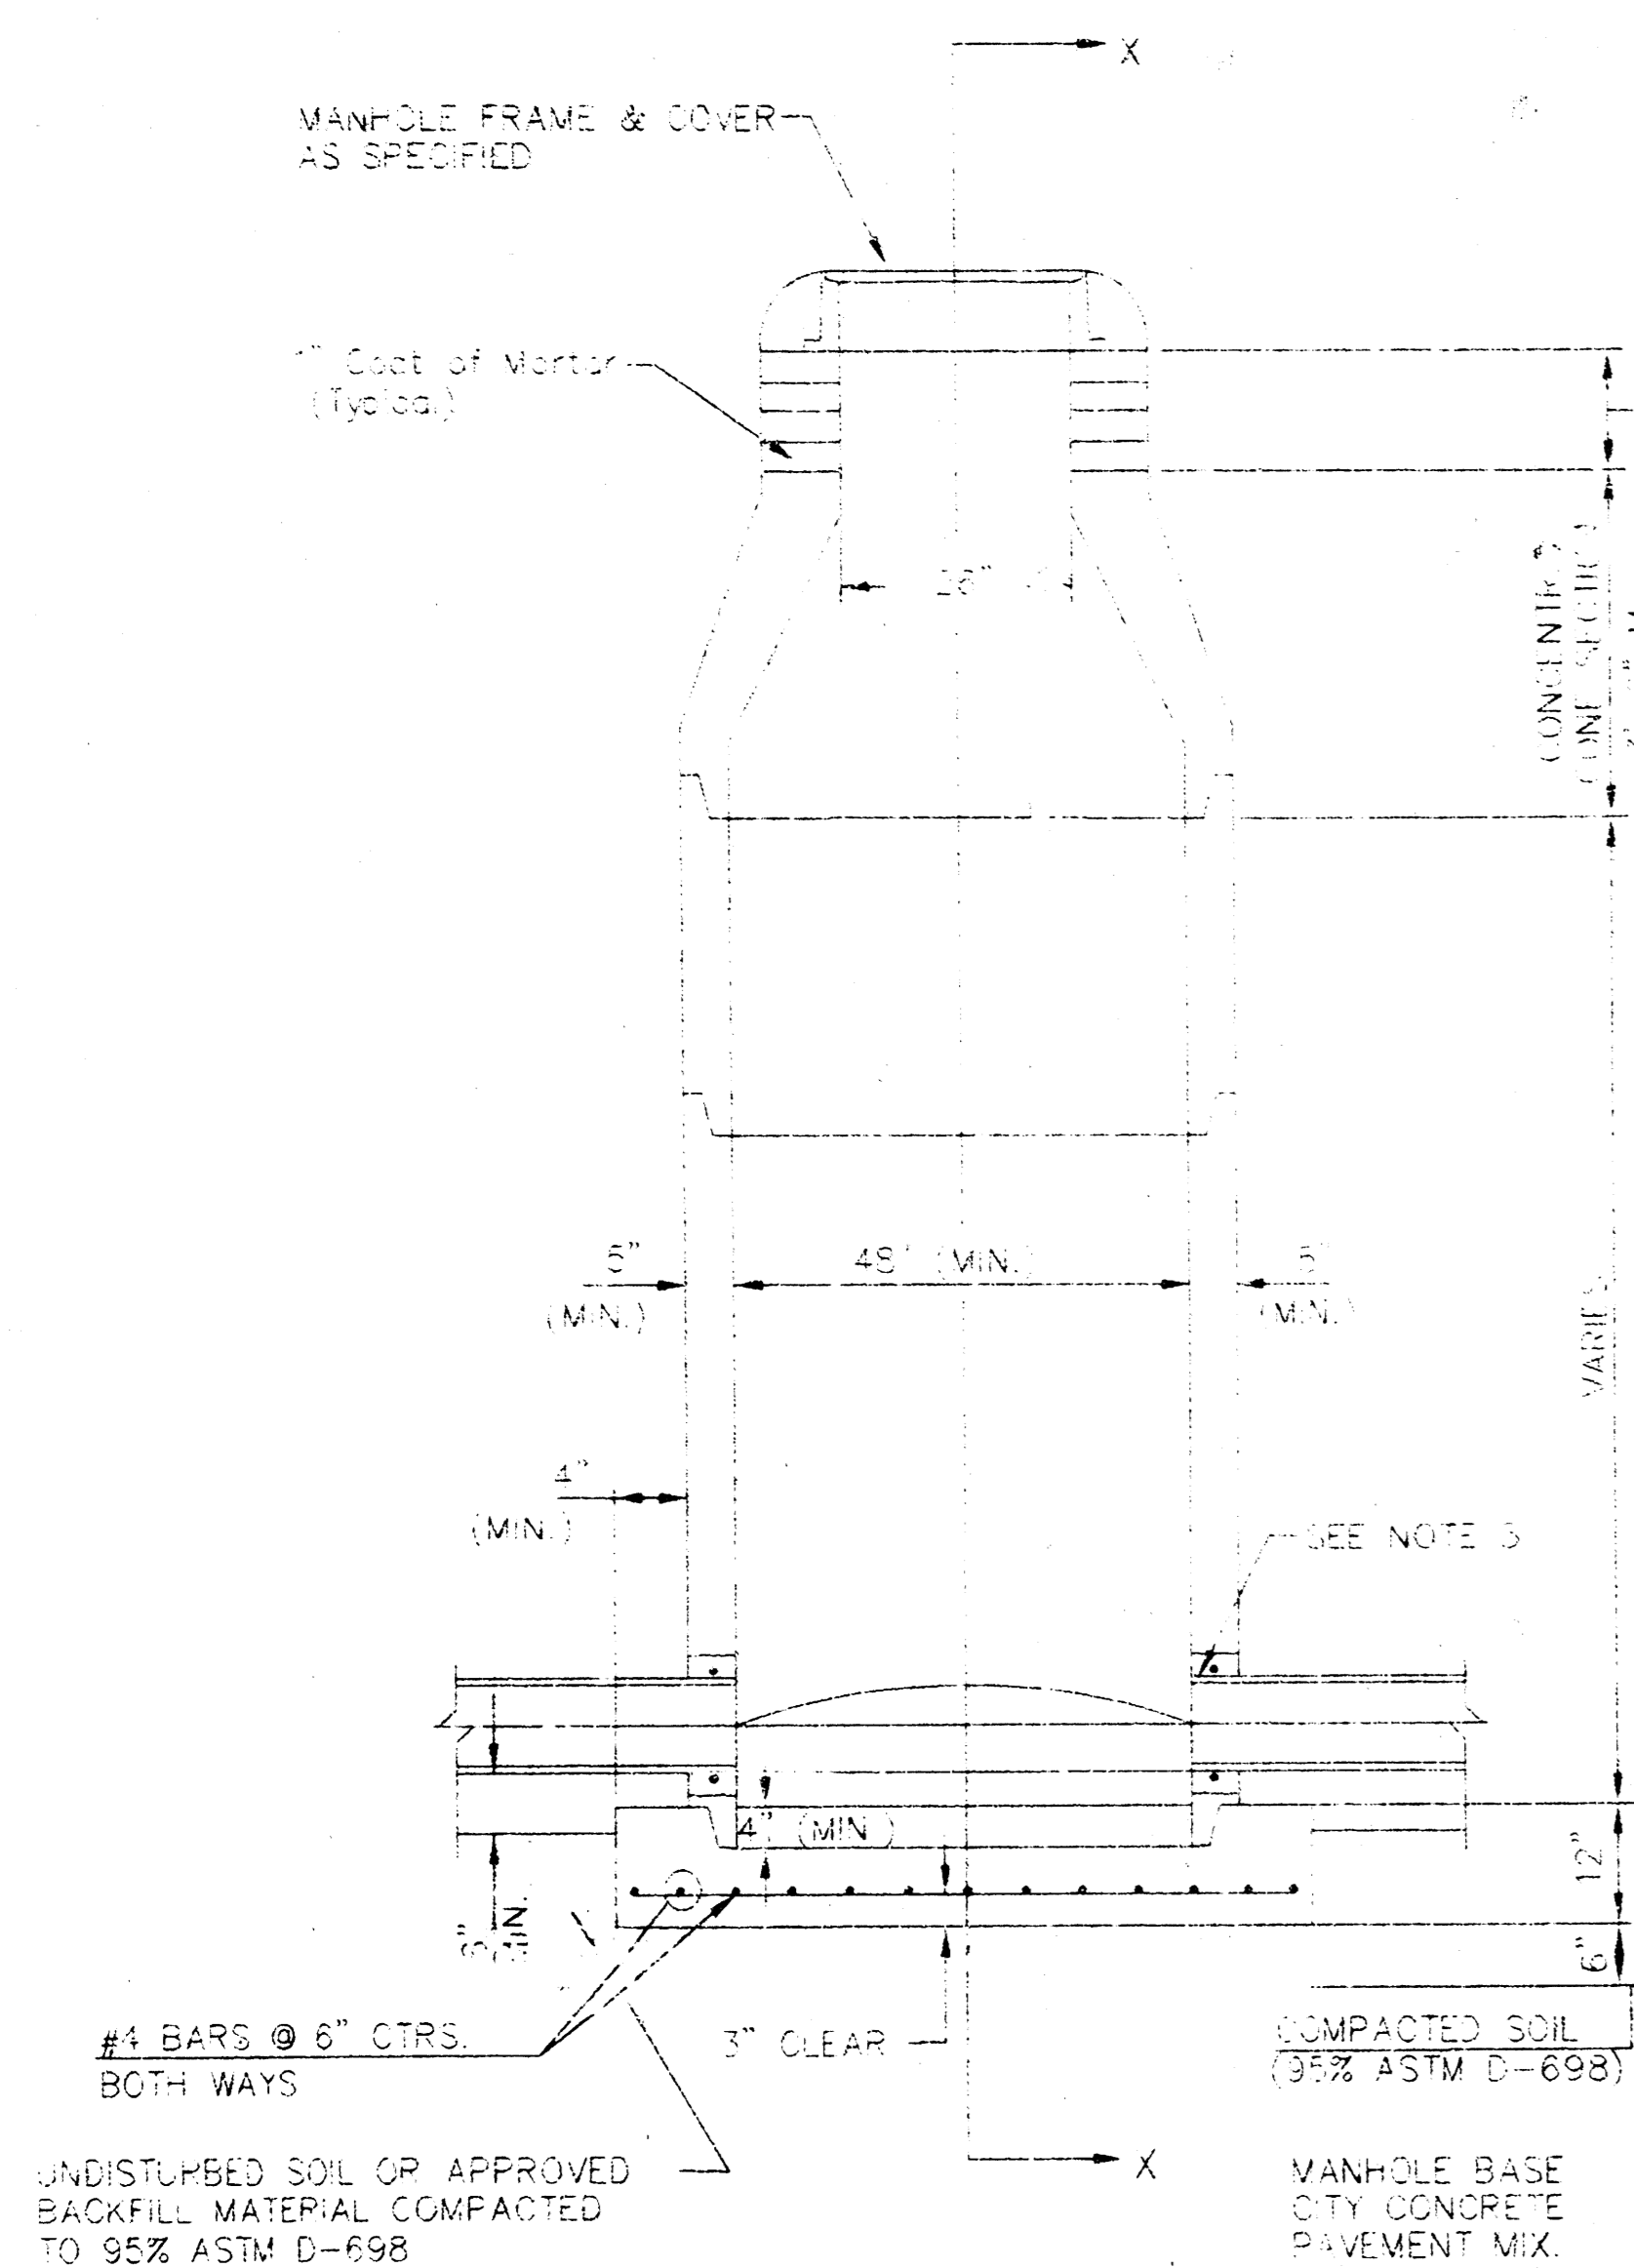 X
MANHOLE FRAME & COVER
AS SPECIFIED
1" Coat of Mortar
(Typical)
26"
CONCENTRIC
CONE SECTION
5"
(MIN.)
48" (MIN.)
5"
(MIN.)
VARIES
4"
(MIN.)
SEE NOTE 3
4" (MIN.)
12"
6"
MIN.
#4 BARS @ 6" CTRS.
BOTH WAYS
3" CLEAR
COMPACTED SOIL
(95% ASTM D-698)
X
UNDISTURBED SOIL OR APPROVED
BACKFILL MATERIAL COMPACTED
TO 95% ASTM D-698
MANHOLE BASE
CITY CONCRETE
PAVEMENT MIX.